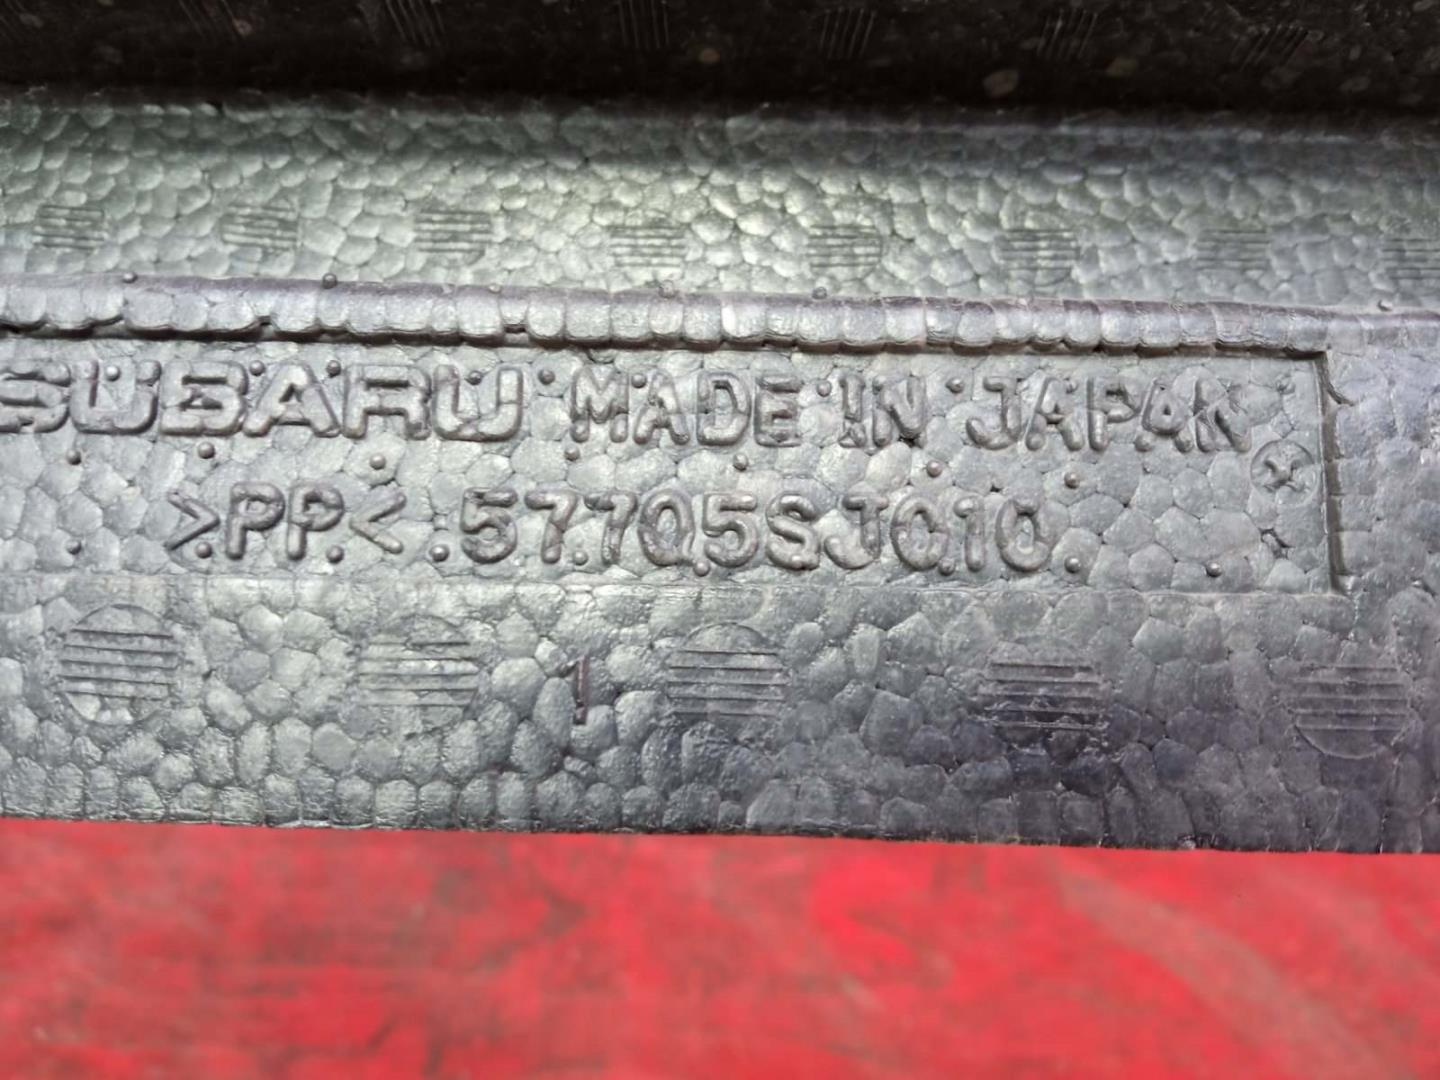 SUBARU MADE IN JAPAN
>PP< 57705SJ010